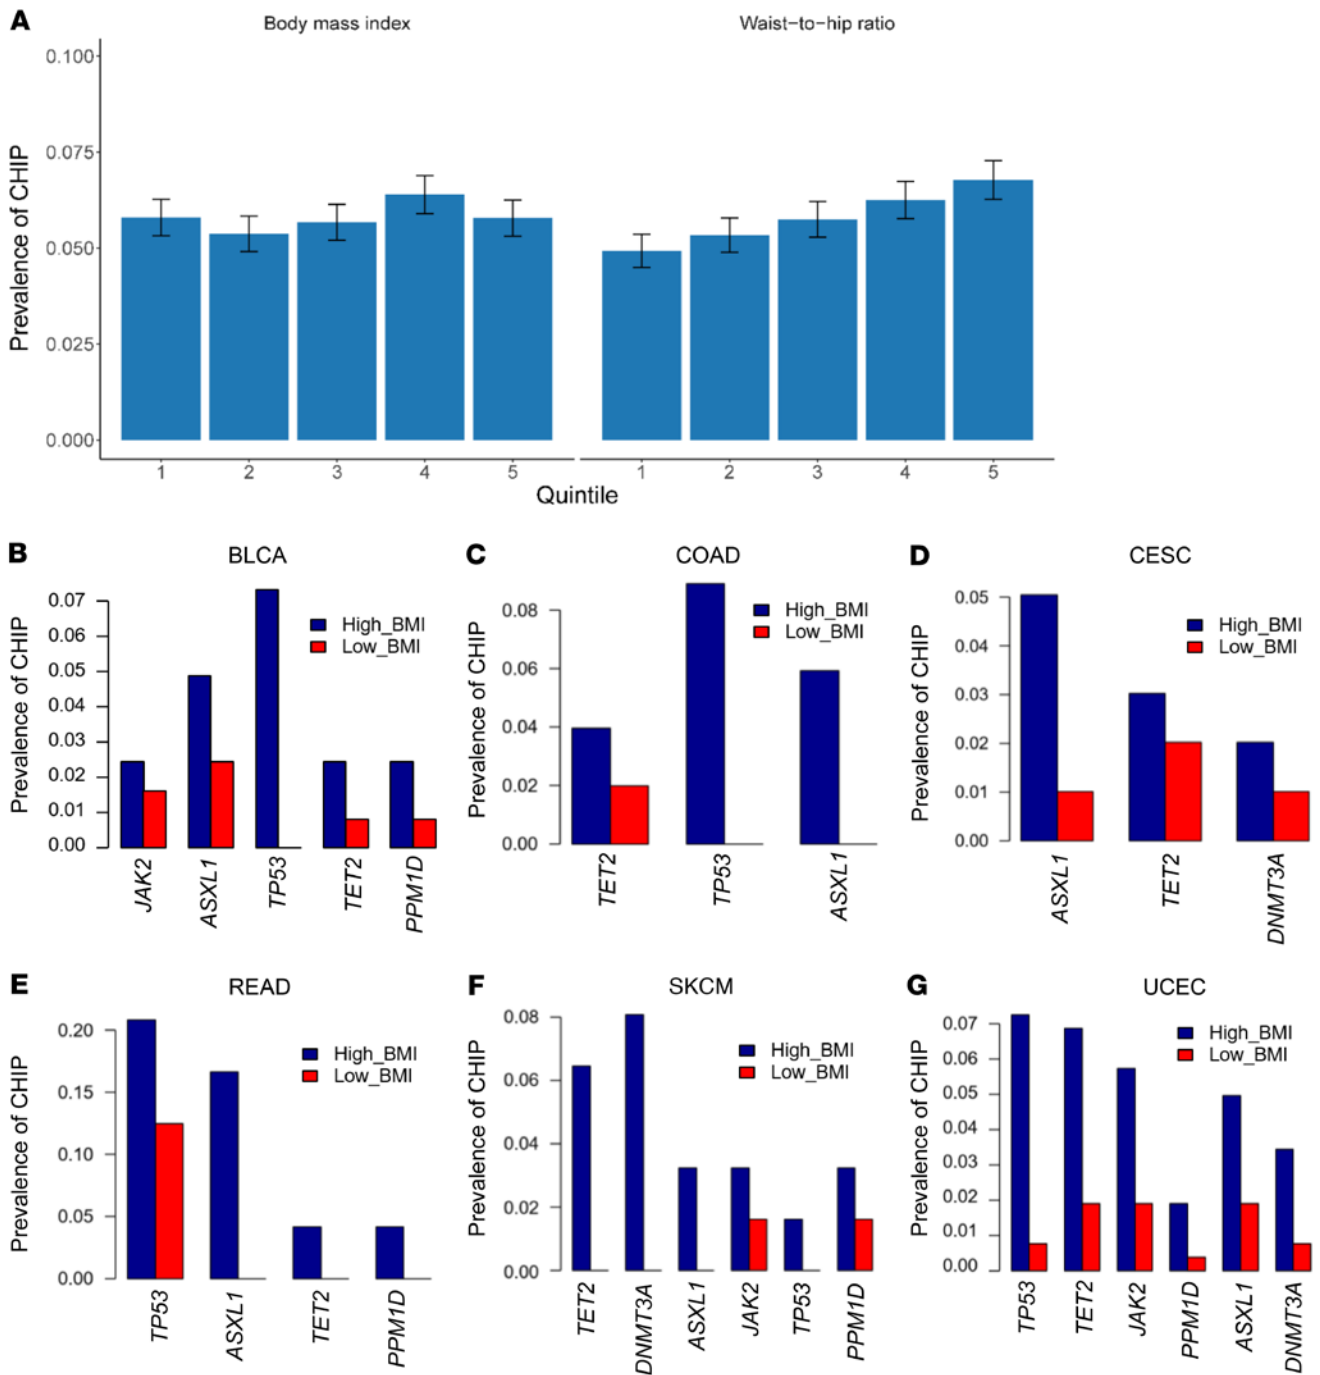 A
Body mass index
Waist-to-hip ratio
Prevalence of CHIP
0.100
0.075
0.050
0.025
0.000
1 2 3 4 5
1 2 3 4 5
Quintile
B
BLCA
Prevalence of CHIP
0.07
0.06
0.05
0.04
0.03
0.02
0.01
0.00
High_BMI
Low_BMI
JAK2
ASXL1
TP53
TET2
PPM1D
C
COAD
Prevalence of CHIP
0.08
0.06
0.04
0.02
0.00
High_BMI
Low_BMI
TET2
TP53
ASXL1
D
CESC
Prevalence of CHIP
0.05
0.04
0.03
0.02
0.01
0.00
High_BMI
Low_BMI
ASXL1
TET2
DNMT3A
E
READ
Prevalence of CHIP
0.20
0.15
0.10
0.05
0.00
High_BMI
Low_BMI
TP53
ASXL1
TET2
PPM1D
F
SKCM
Prevalence of CHIP
0.08
0.06
0.04
0.02
0.00
High_BMI
Low_BMI
TET2
DNMT3A
ASXL1
JAK2
TP53
PPM1D
G
UCEC
Prevalence of CHIP
0.07
0.06
0.05
0.04
0.03
0.02
0.01
0.00
High_BMI
Low_BMI
TP53
TET2
JAK2
PPM1D
ASXL1
DNMT3A